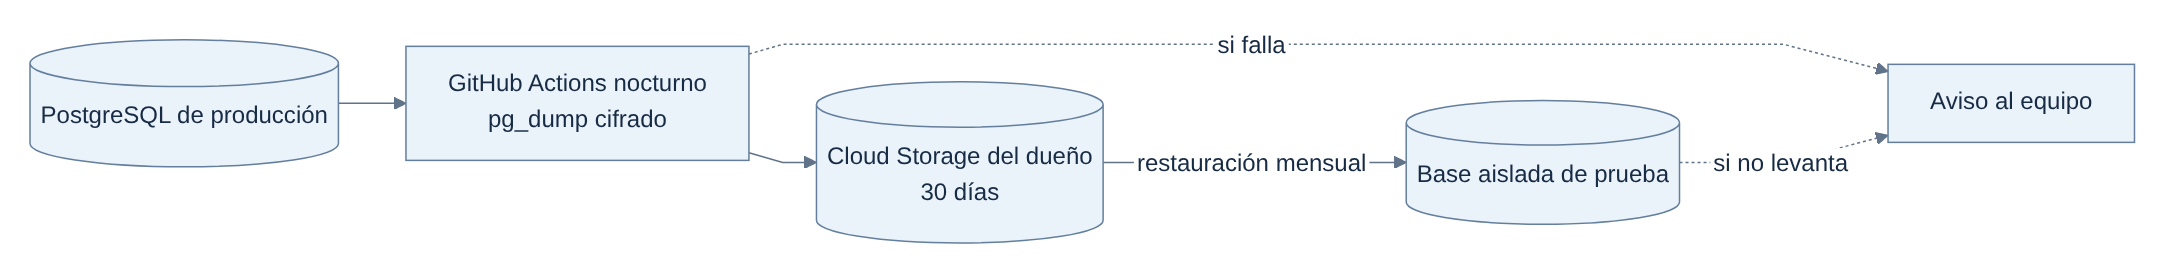 PostgreSQL de producción
GitHub Actions nocturno
pg_dump cifrado
si falla
Cloud Storage del dueño
30 días
restauración mensual
Base aislada de prueba
si no levanta
Aviso al equipo